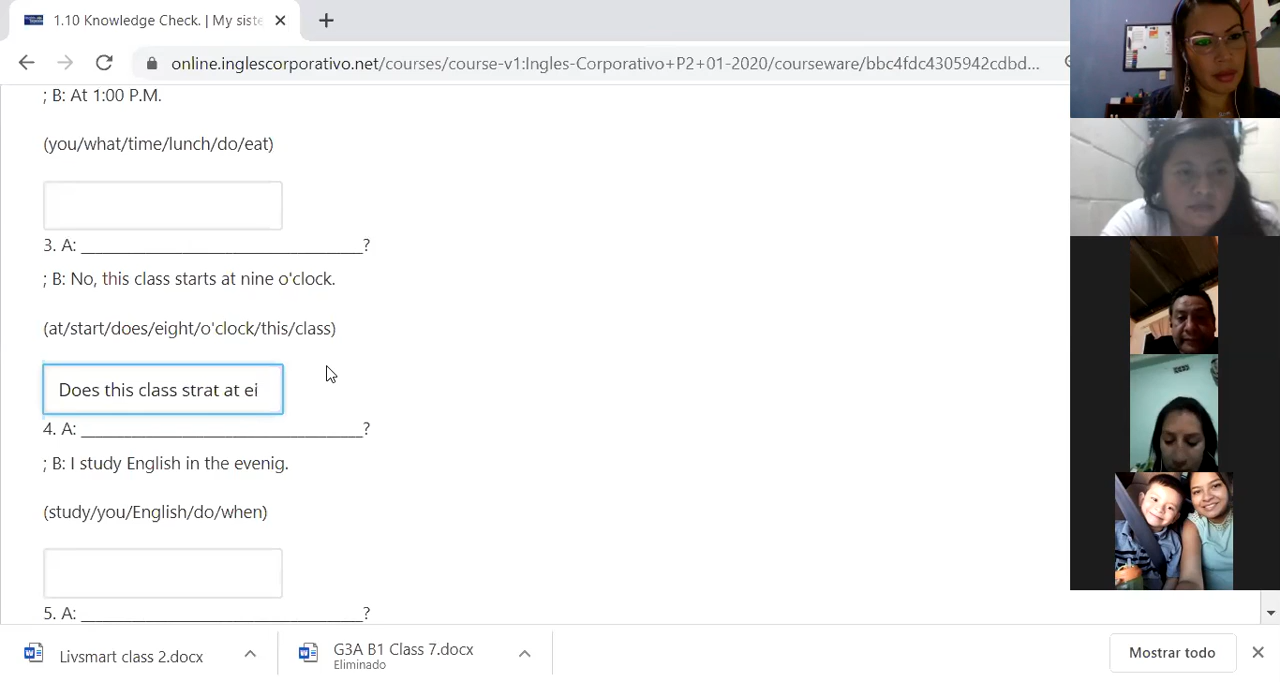 1.10 Knowledge Check. | My siste
online.inglescorporativo.net/courses/course-v1:Ingles-Corporativo+P2+01-2020/courseware/bbc4fdc4305942cdbd...
; B: At 1:00 P.M.
(you/what/time/lunch/do/eat)
3. A: ________________________________?
; B: No, this class starts at nine o'clock.
(at/start/does/eight/o'clock/this/class)
Does this class strat at ei
4. A: ________________________________?
; B: I study English in the evenig.
(study/you/English/do/when)
5. A: ________________________________?
Livsmart class 2.docx
G3A B1 Class 7.docx
Eliminado
Mostrar todo